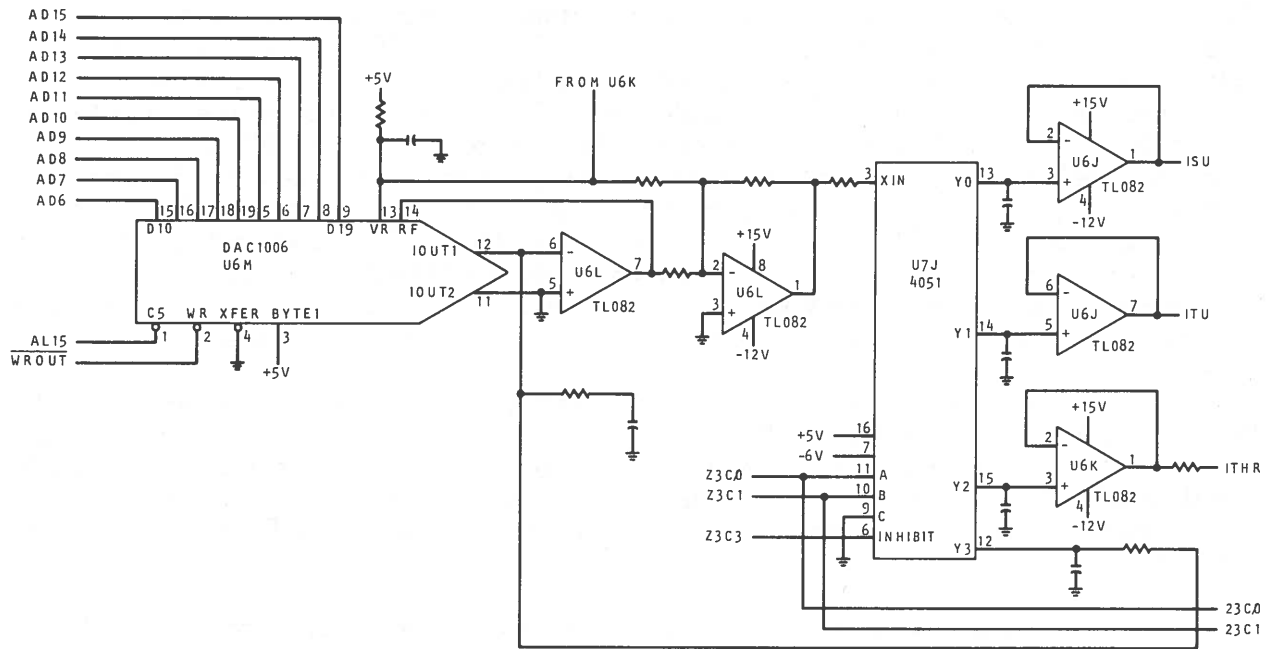 AD15
AD14
AD13
AD12
AD11
AD10
AD9
AD8
AD7
AD6
+5V
FROM U6K
15 16 17 18 19 5 6 7 8 9 13 14
D10 D19 VR RF
DAC1006
U6M
IOUT1 12
IOUT2 11
CS WR XFER BYTE1
1 2 4 3
AL15
WROUT
+5V
6 - 7
5 +
U6L
TL082
+15V
8
2 - 1
3 +
U6L
TL082
4
-12V
3 XIN
U7J
4051
Y0 13
Y1 14
Y2 15
Y3 12
+5V 16
-6V 7
Z3C0 11 A
Z3C1 10 B
9 C
Z3C3 6 INHIBIT
+15V
2 - 1
U6J ISU
3 + TL082
4
-12V
6 - 7
U6J ITU
5 + TL082
+15V
2 - 1
U6K ITHR
3 + TL082
4
-12V
23C0
23C1